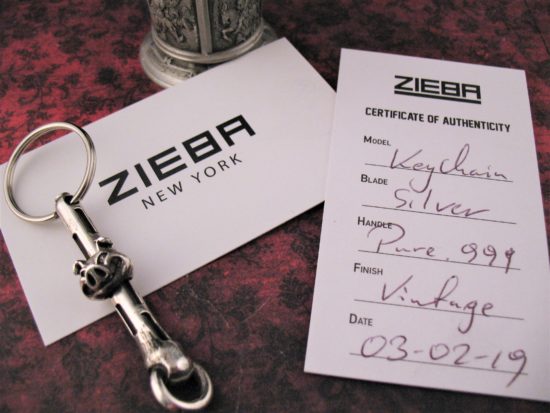 ZIEBA
NEW YORK
ZIEBA
CERTIFICATE OF AUTHENTICITY
MODEL
Keychain
BLADE
Silver
HANDLE
Pure .999
FINISH
Vintage
DATE
03-02-19